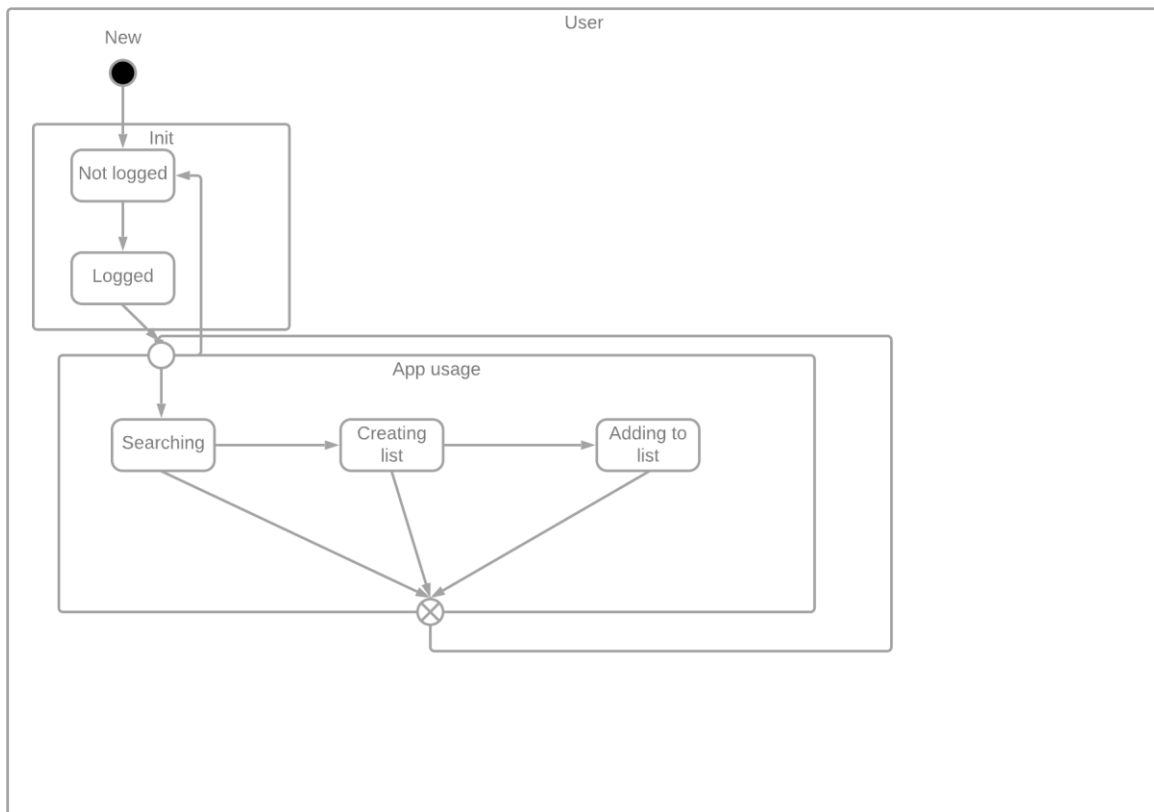 User
New
Init
Not logged
Logged
App usage
Searching
Creating
list
Adding to
list